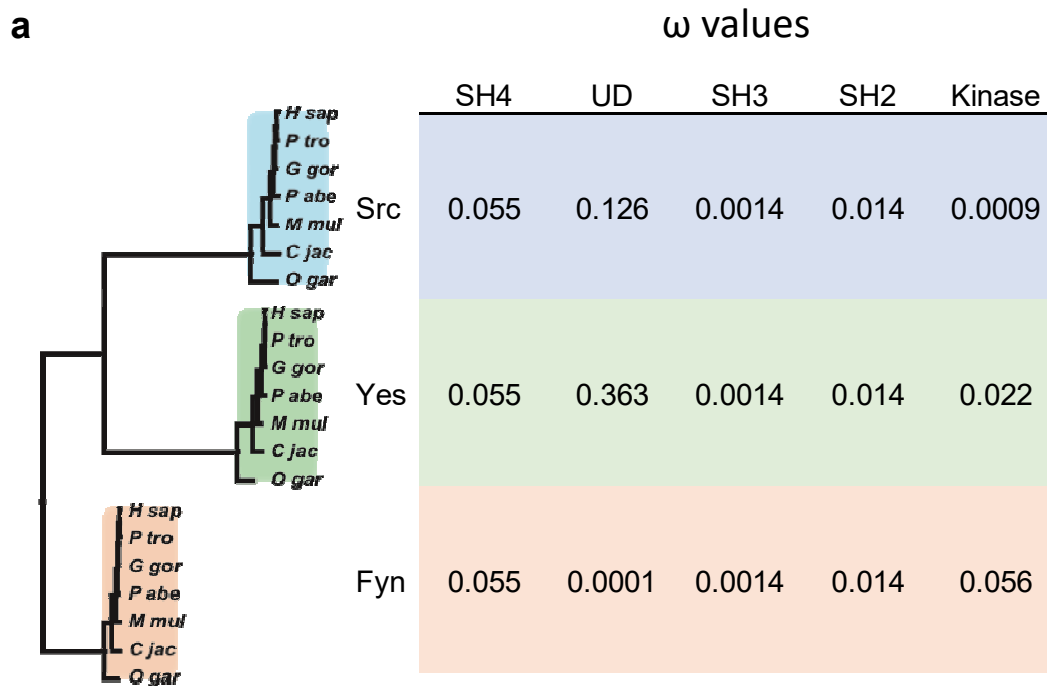 a
ω values
SH4 UD SH3 SH2 Kinase
H sap
P tro
G gor
P abe
M mul
C jac
O gar
Src 0.055 0.126 0.0014 0.014 0.0009
H sap
P tro
G gor
P abe
M mul
C jac
O gar
Yes 0.055 0.363 0.0014 0.014 0.022
H sap
P tro
G gor
P abe
M mul
C jac
O gar
Fyn 0.055 0.0001 0.0014 0.014 0.056